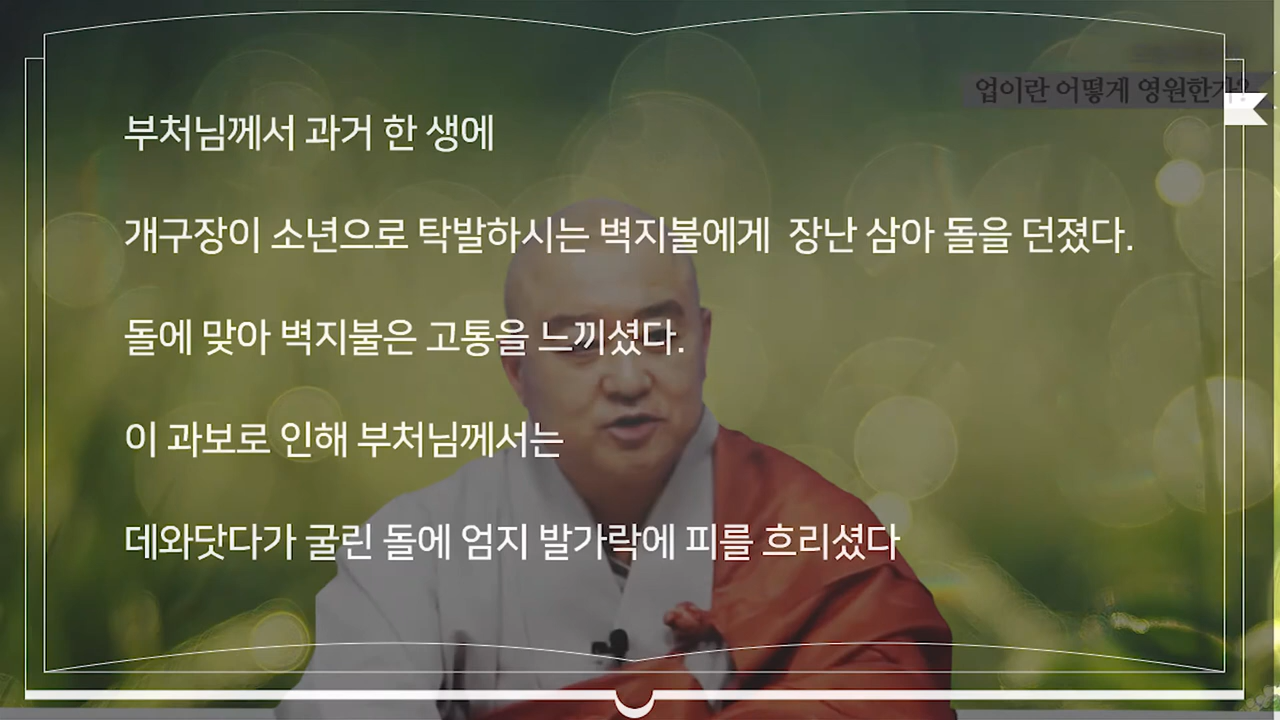 업이란 어떻게 영원한가?
부처님께서 과거 한 생에
개구장이 소년으로 탁발하시는 벽지불에게 장난 삼아 돌을 던졌다.
돌에 맞아 벽지불은 고통을 느끼셨다.
이 과보로 인해 부처님께서는
데와닷다가 굴린 돌에 엄지 발가락에 피를 흐리셨다